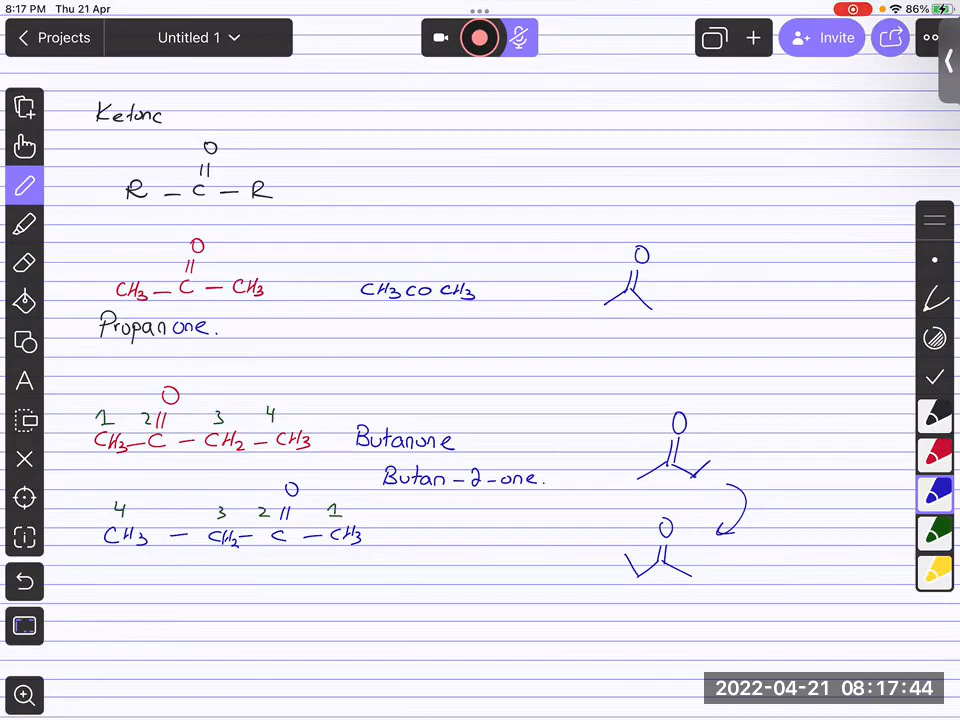 8:17 PM Thu 21 Apr
86%
Projects
Untitled 1
Invite
Ketone
O
||
R — C — R
O
||
CH3 — C — CH3
CH3COCH3
O
Propanone.
O
1 2 || 3 4
CH3 — C — CH2 — CH3
Butanone
O
Butan-2-one.
O
4 3 2 || 1
CH3 — CH2 — C — CH3
O
A
2022-04-21 08:17:44